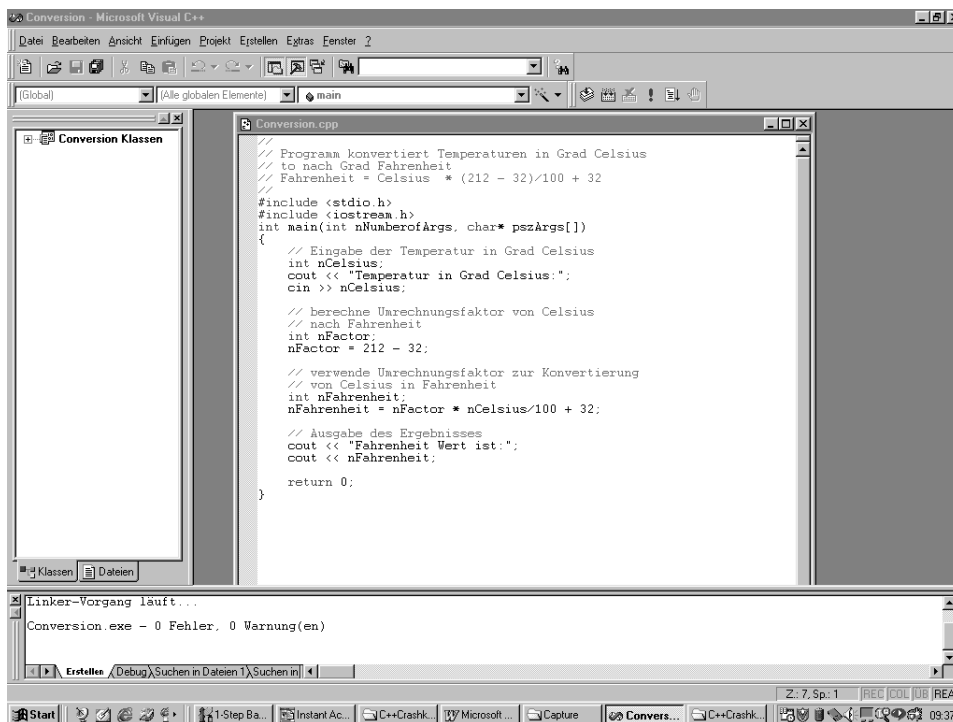 Conversion - Microsoft Visual C++
Datei Bearbeiten Ansicht Einfügen Projekt Erstellen Extras Fenster ?
(Global) (Alle globalen Elemente) main
Conversion Klassen
Conversion.cpp
//
// Programm konvertiert Temperaturen in Grad Celsius
// to nach Grad Fahrenheit
// Fahrenheit = Celsius * (212 - 32)/100 + 32
//
#include <stdio.h>
#include <iostream.h>
int main(int nNumberofArgs, char* pszArgs[])
{
// Eingabe der Temperatur in Grad Celsius
int nCelsius;
cout << "Temperatur in Grad Celsius:";
cin >> nCelsius;
// berechne Umrechnungsfaktor von Celsius
// nach Fahrenheit
int nFactor;
nFactor = 212 - 32;
// verwende Umrechnungsfaktor zur Konvertierung
// von Celsius in Fahrenheit
int nFahrenheit;
nFahrenheit = nFactor * nCelsius/100 + 32;
// Ausgabe des Ergebnisses
cout << "Fahrenheit Wert ist:";
cout << nFahrenheit;
return 0;
}
Klassen Dateien
Linker-Vorgang läuft...
Conversion.exe - 0 Fehler, 0 Warnung(en)
Erstellen Debug Suchen in Dateien 1 Suchen in
Z.: 7, Sp.: 1 REC COL ÜB REA
Start 1-Step Ba... Instant Ac... C++Crashk... Microsoft ... Capture Convers... C++Crashk... 09:37